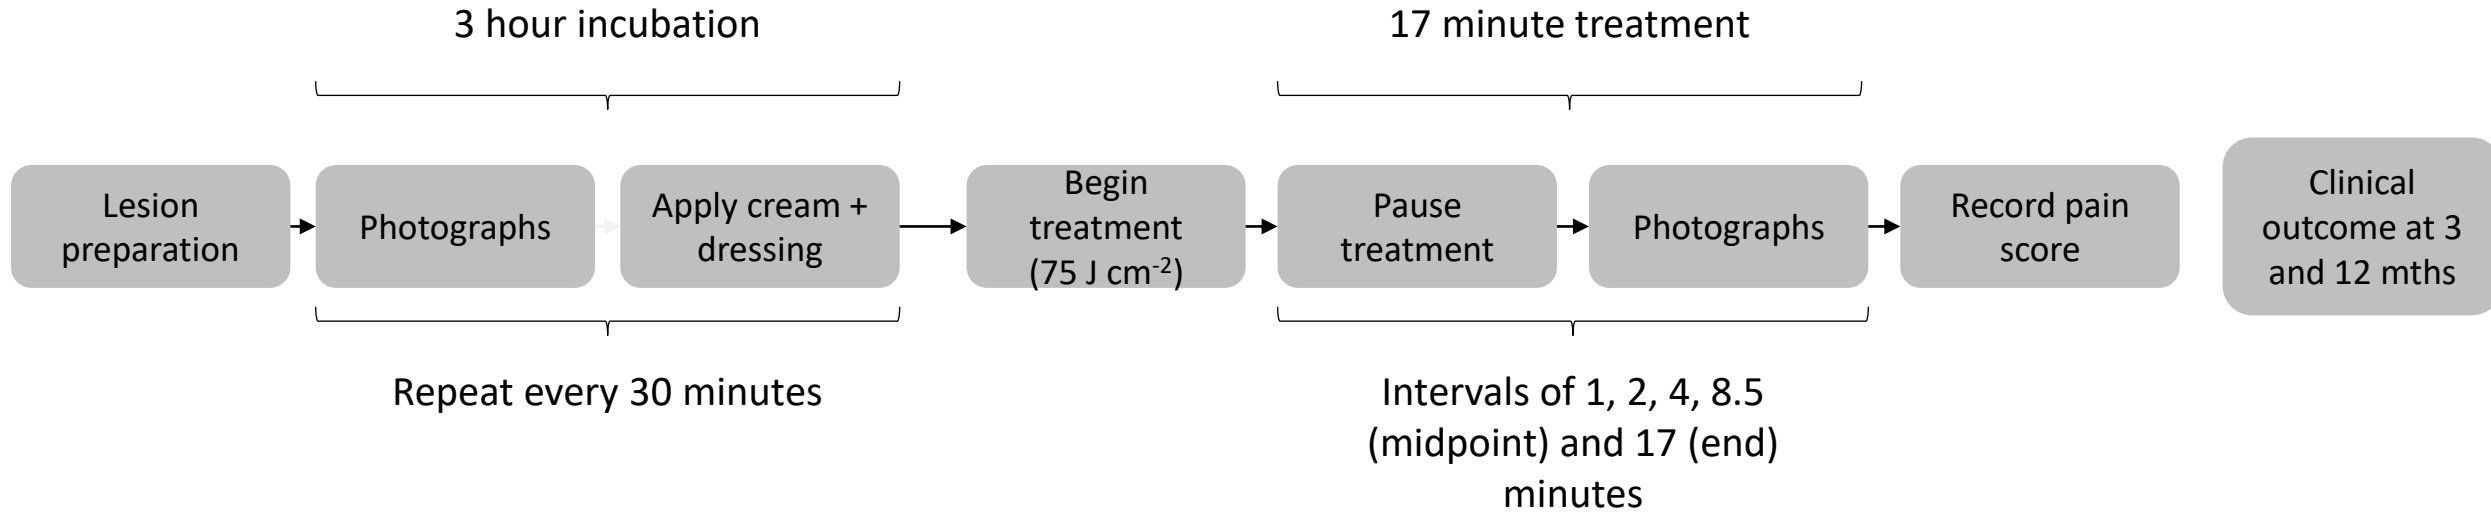 3 hour incubation
17 minute treatment
Lesion
preparation
Photographs
Apply cream +
dressing
Begin
treatment
(75 J cm⁻²)
Pause
treatment
Photographs
Record pain
score
Clinical
outcome at 3
and 12 mths
Repeat every 30 minutes
Intervals of 1, 2, 4, 8.5
(midpoint) and 17 (end)
minutes